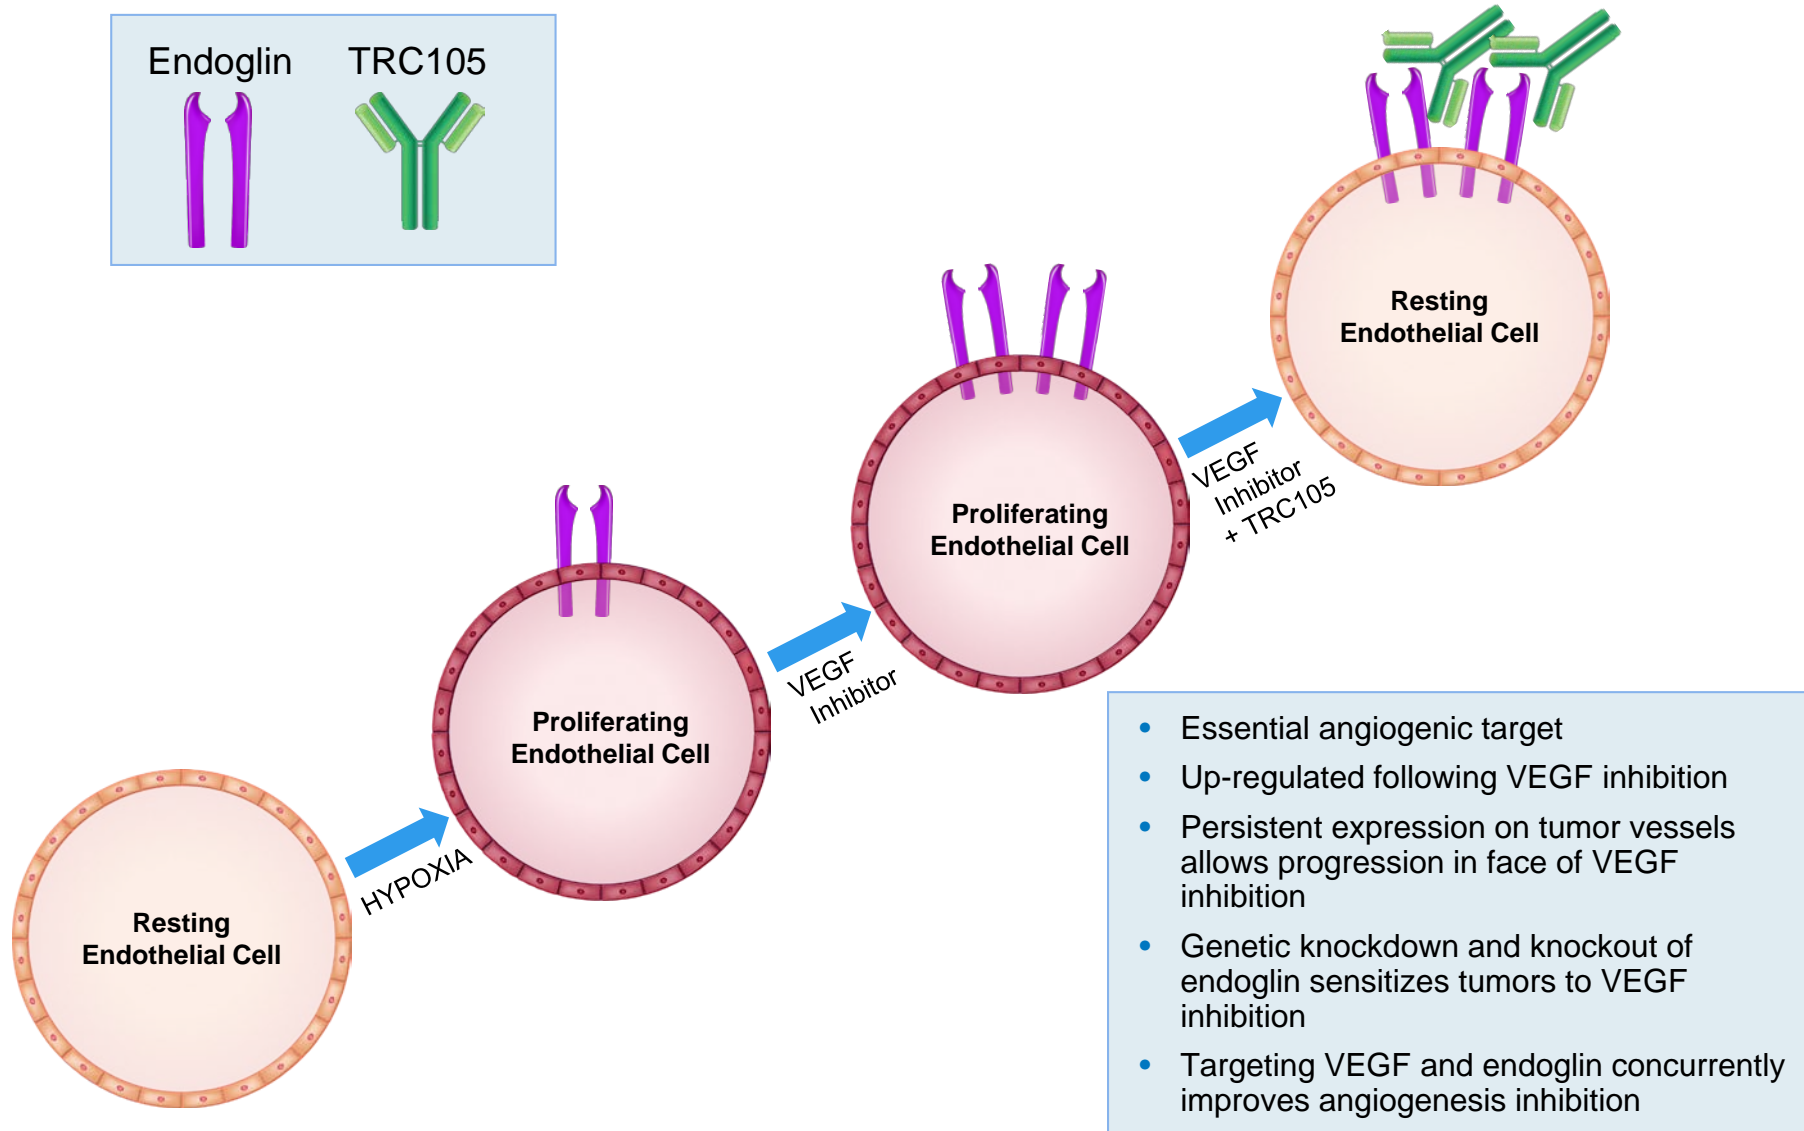 Endoglin
TRC105
Resting
Endothelial Cell
HYPOXIA
Proliferating
Endothelial Cell
VEGF
Inhibitor
Proliferating
Endothelial Cell
VEGF
Inhibitor
+ TRC105
Resting
Endothelial Cell
• Essential angiogenic target
• Up-regulated following VEGF inhibition
• Persistent expression on tumor vessels
allows progression in face of VEGF
inhibition
• Genetic knockdown and knockout of
endoglin sensitizes tumors to VEGF
inhibition
• Targeting VEGF and endoglin concurrently
improves angiogenesis inhibition